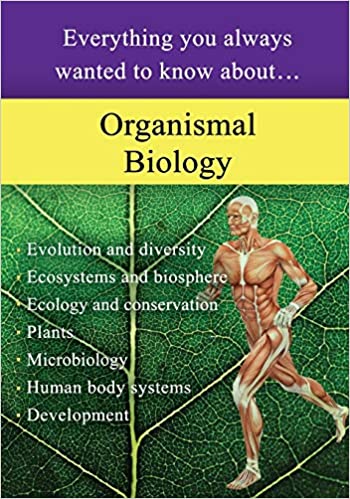 Everything you always
wanted to know about...
Organismal
Biology
· Evolution and diversity
· Ecosystems and biosphere
· Ecology and conservation
· Plants
· Microbiology
· Human body systems
· Development